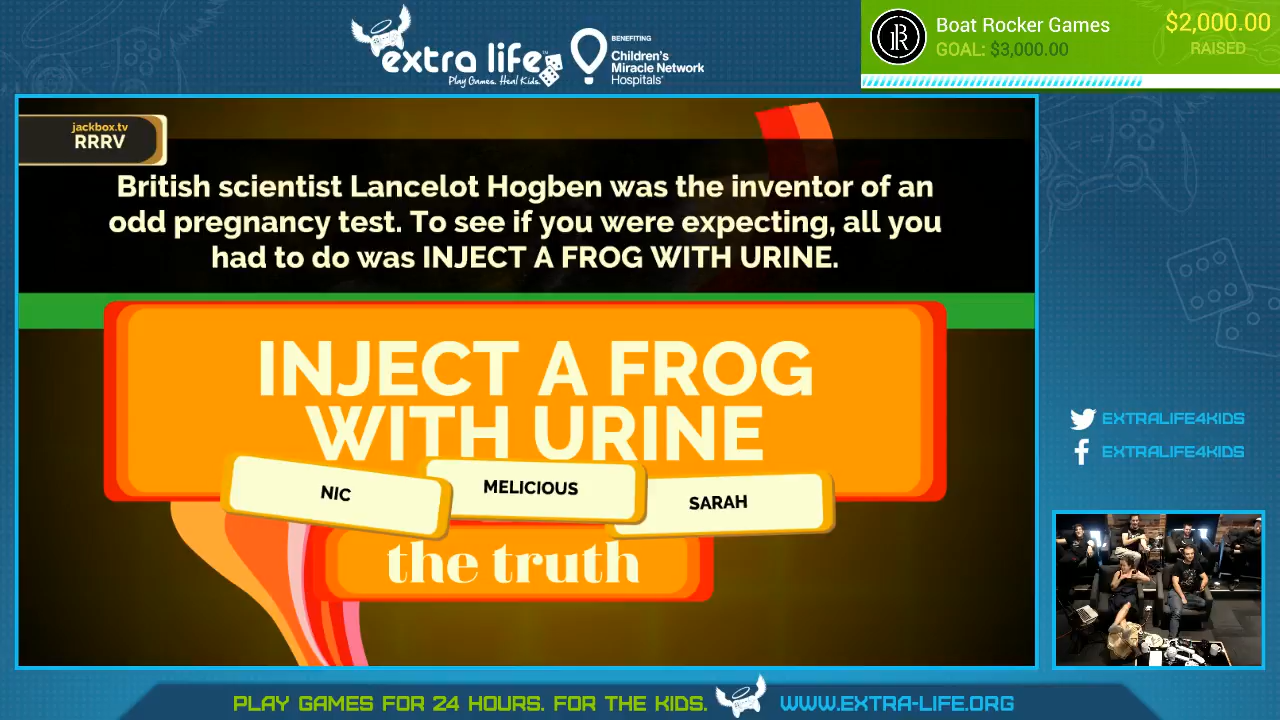 extra life
Play Games. Heal Kids.
BENEFITING
Children's
Miracle Network
Hospitals
Boat Rocker Games
GOAL: $3,000.00
$2,000.00
RAISED
jackbox.tv
RRRV
British scientist Lancelot Hogben was the inventor of an
odd pregnancy test. To see if you were expecting, all you
had to do was INJECT A FROG WITH URINE.
INJECT A FROG
WITH URINE
NIC
MELICIOUS
SARAH
the truth
EXTRALIFE4KIDS
EXTRALIFE4KIDS
PLAY GAMES FOR 24 HOURS. FOR THE KIDS.
WWW.EXTRA-LIFE.ORG